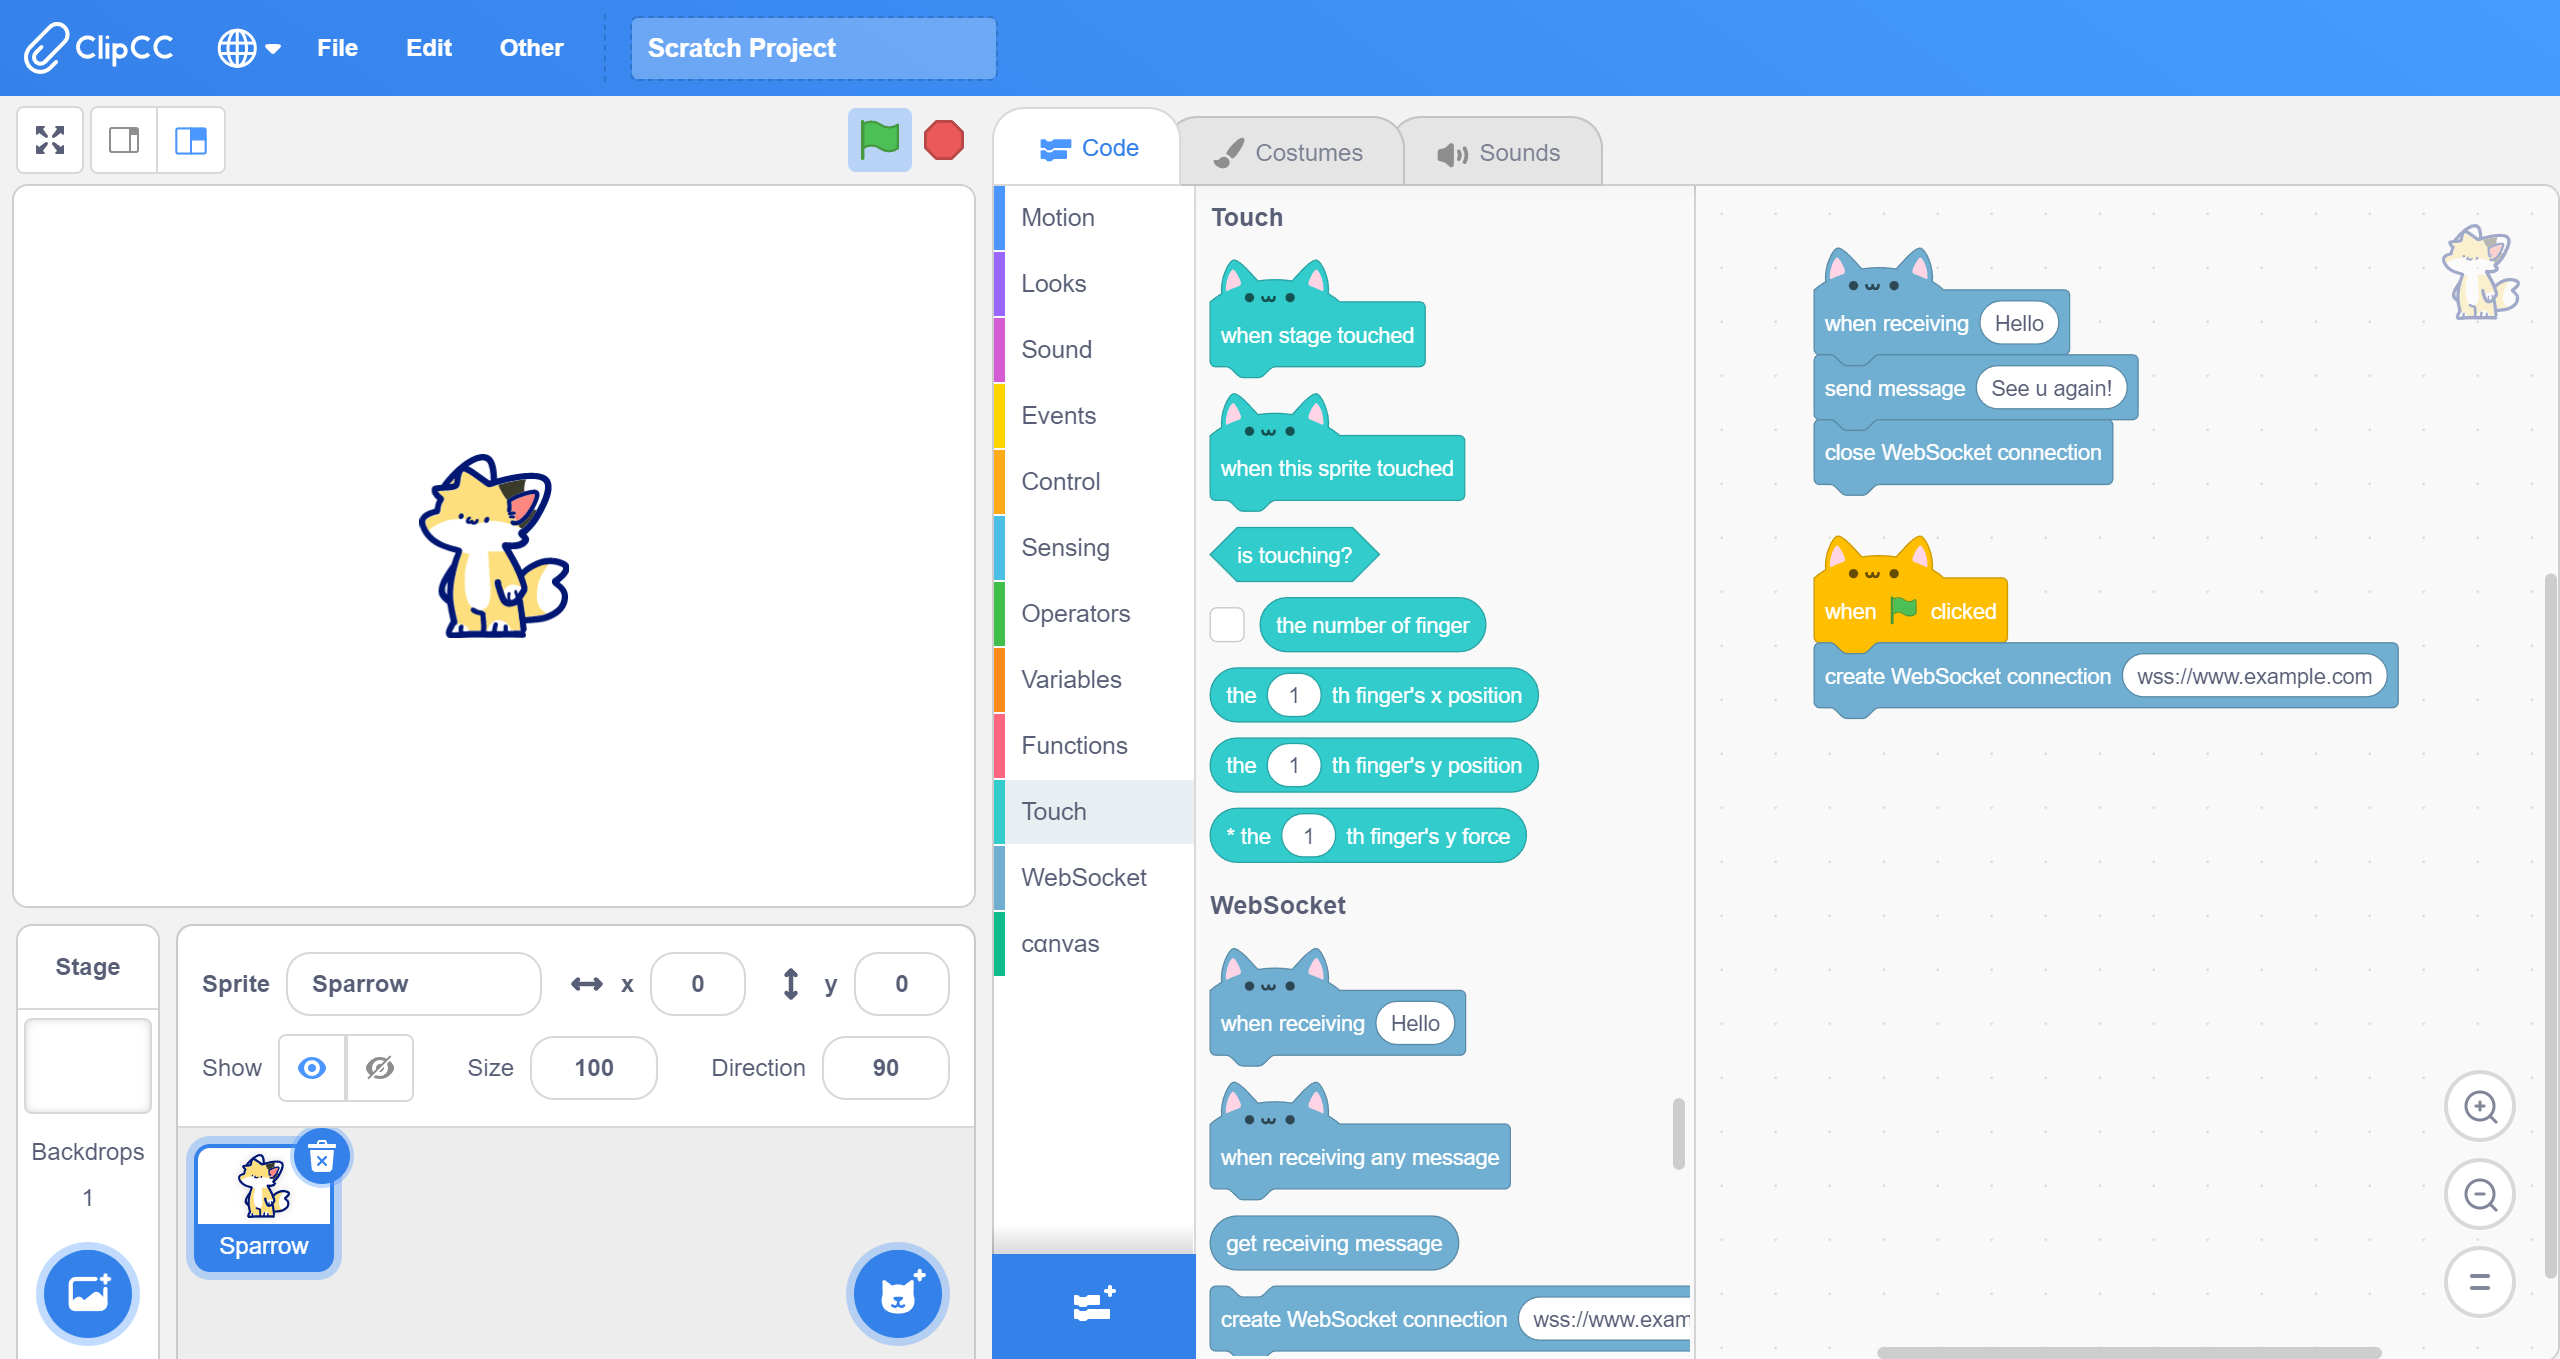 ClipCC
File
Edit
Other
Scratch Project
Code
Costumes
Sounds
Motion
Looks
Sound
Events
Control
Sensing
Operators
Variables
Functions
Touch
WebSocket
cαnvas
Touch
when stage touched
when this sprite touched
is touching?
the number of finger
the 1 th finger's x position
the 1 th finger's y position
* the 1 th finger's y force
WebSocket
when receiving Hello
when receiving any message
get receiving message
create WebSocket connection wss://www.exam
when receiving Hello
send message See u again!
close WebSocket connection
when clicked
create WebSocket connection wss://www.example.com
Stage
Backdrops
1
Sprite Sparrow x 0 y 0
Show Size 100 Direction 90
Sparrow